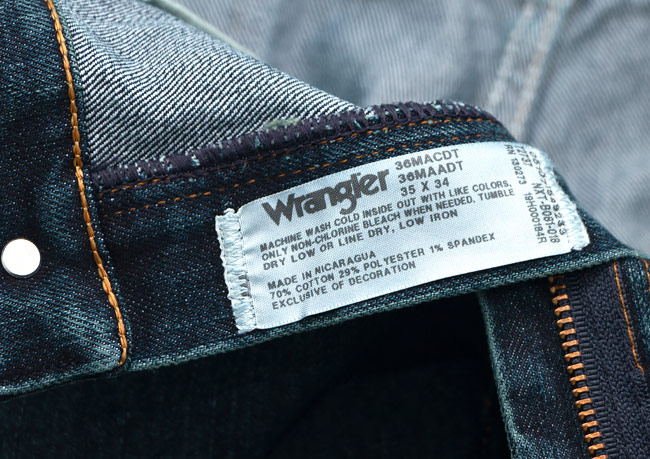 Wrangler
36MACDT
36MAADT
35 X 34
MACHINE WASH COLD INSIDE OUT WITH LIKE COLORS,
ONLY NON-CHLORINE BLEACH WHEN NEEDED, TUMBLE
DRY LOW OR LINE DRY, LOW IRON
MADE IN NICARAGUA
70% COTTON 29% POLYESTER 1% SPANDEX
EXCLUSIVE OF DECORATION